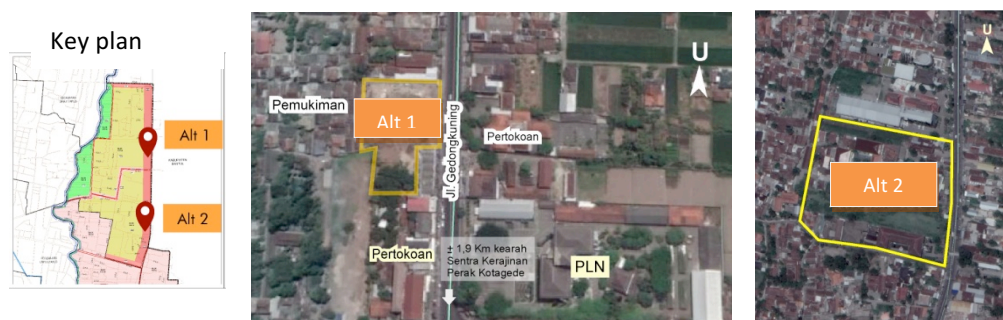 Key plan
Alt 1
Alt 2
Pemukiman
Alt 1
Jl. Gedongkuning
Pertokoan
U
Pertokoan
± 1,9 Km kearah
Sentra Kerajinan
Perak Kotagede
PLN
U
Alt 2